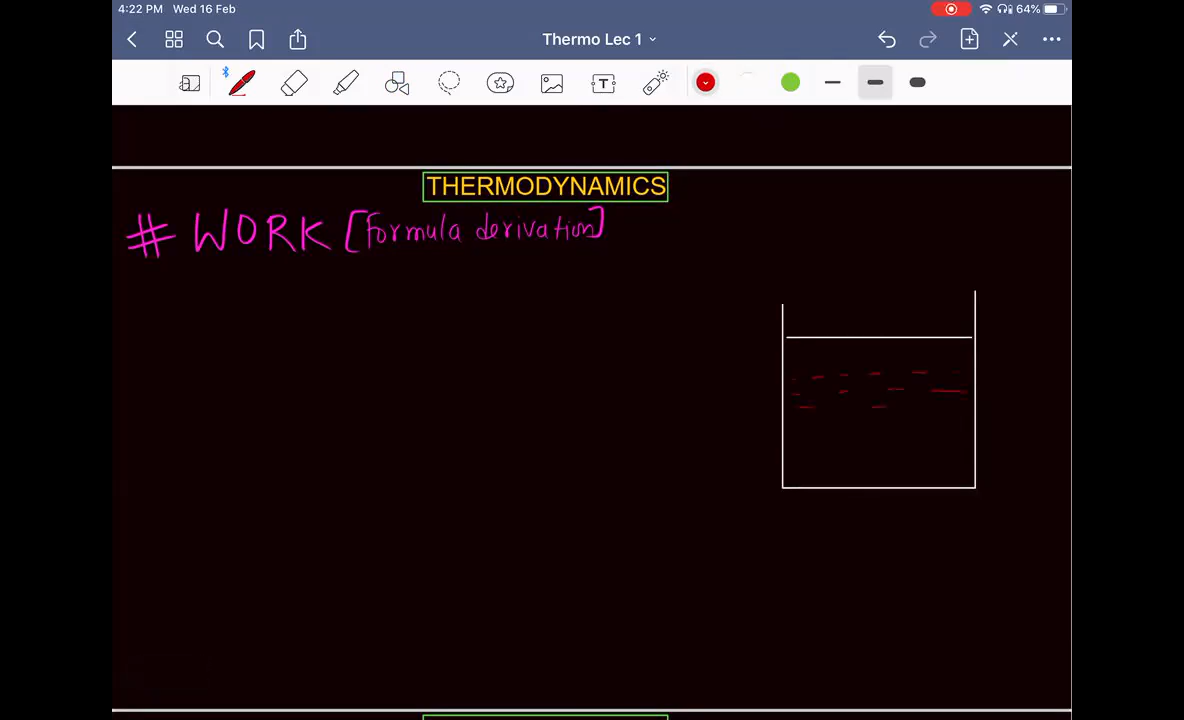 4:22 PM Wed 16 Feb
64%
Thermo Lec 1
T
THERMODYNAMICS
# WORK [Formula derivation]